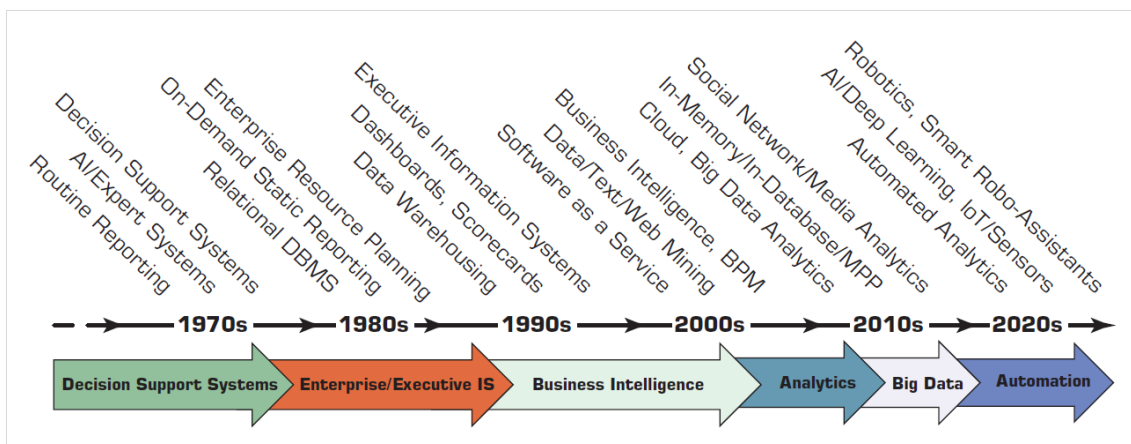 Routine Reporting
AI/Expert Systems
Decision Support Systems
Relational DBMS
On-Demand Static Reporting
Enterprise Resource Planning
Data Warehousing
Dashboards, Scorecards
Executive Information Systems
Software as a Service
Data/Text/Web Mining
Business Intelligence, BPM
Cloud, Big Data Analytics
In-Memory/In-Database/MPP
Social Network/Media Analytics
Automated Analytics
AI/Deep Learning, IoT/Sensors
Robotics, Smart Robo-Assistants
1970s
1980s
1990s
2000s
2010s
2020s
Decision Support Systems
Enterprise/Executive IS
Business Intelligence
Analytics
Big Data
Automation